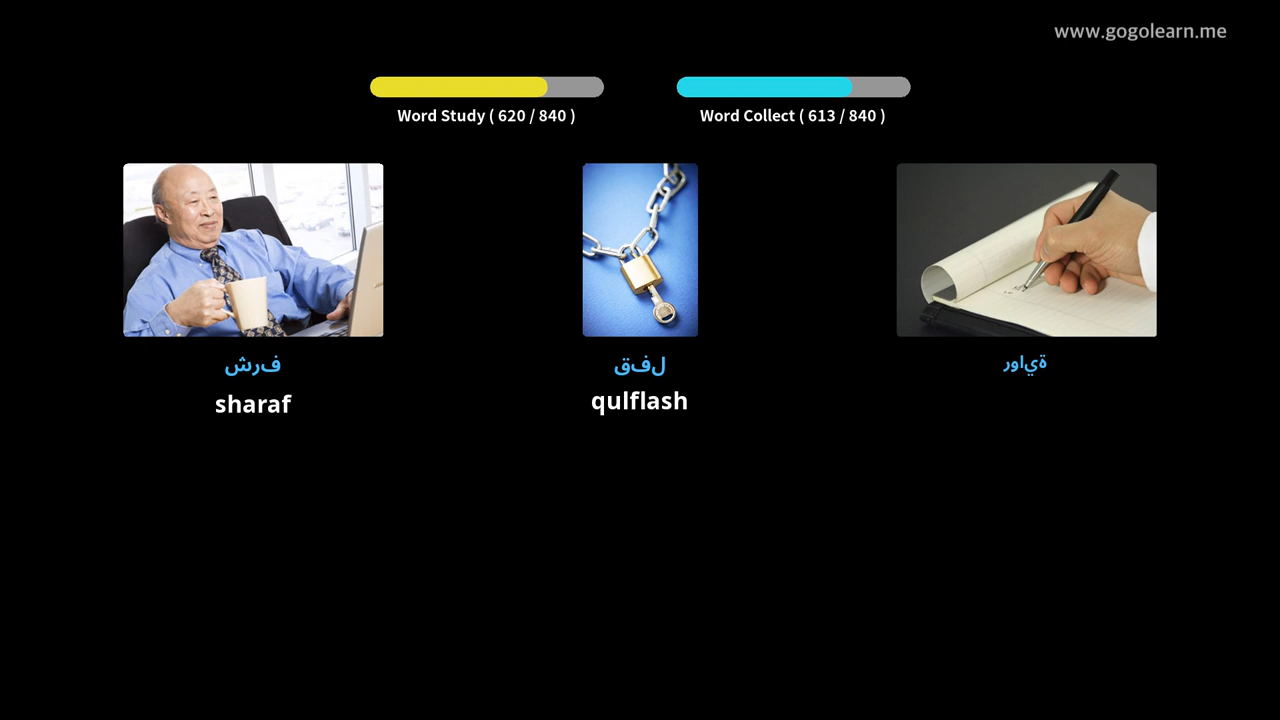 www.gogolearn.me
Word Study ( 620 / 840 )
Word Collect ( 613 / 840 )
فرش
لفق
ةياور
sharaf
qulflash